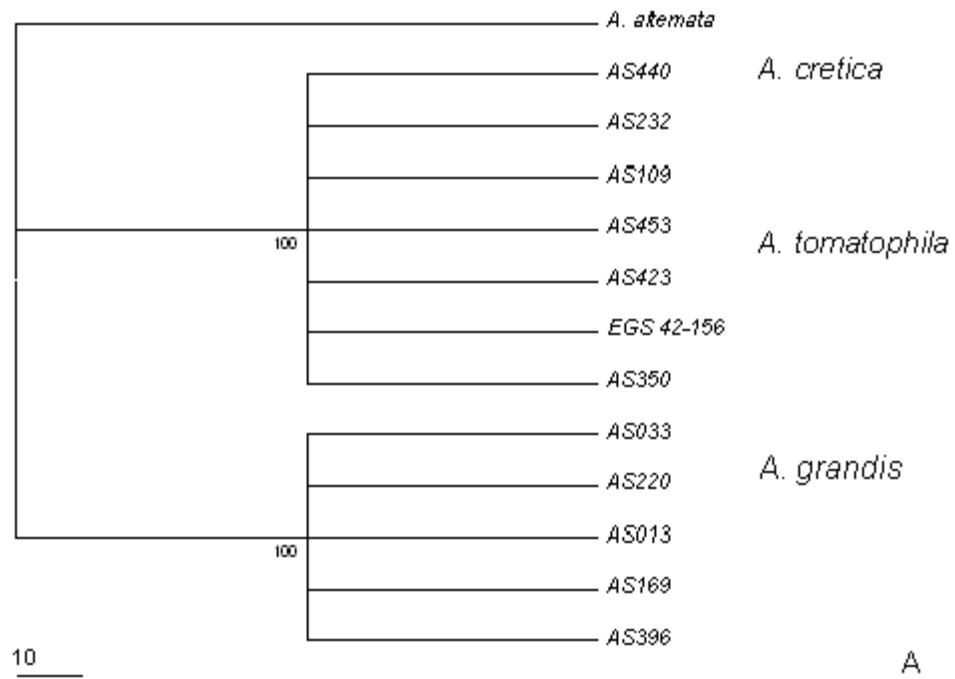 A. alternata
AS440 A. cretica
AS232
AS109
AS453 A. tomatophila
100
AS423
EGS 42-156
AS350
AS033
AS220 A. grandis
AS013
100
AS169
AS396
10
A